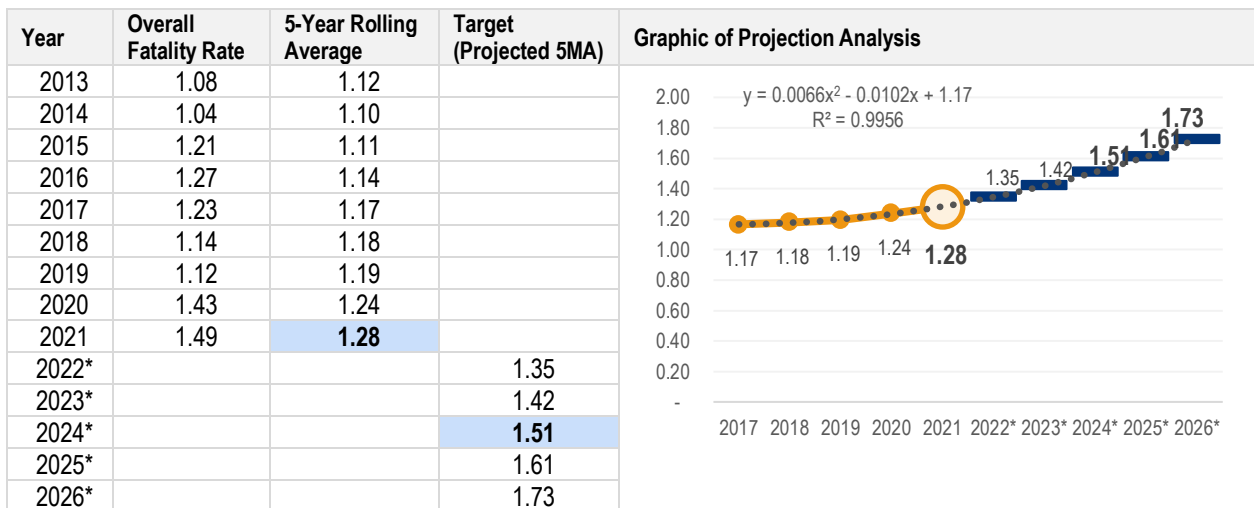 Year Overall Fatality Rate 5-Year Rolling Average Target (Projected 5MA) Graphic of Projection Analysis
2013 1.08 1.12
2014 1.04 1.10
2015 1.21 1.11
2016 1.27 1.14
2017 1.23 1.17
2018 1.14 1.18
2019 1.12 1.19
2020 1.43 1.24
2021 1.49 1.28
2022* 1.35
2023* 1.42
2024* 1.51
2025* 1.61
2026* 1.73
y = 0.0066x² - 0.0102x + 1.17
R² = 0.9956
2.00
1.80
1.60
1.40
1.20
1.00
0.80
0.60
0.40
0.20
-
1.17 1.18 1.19 1.24 1.28 1.35 1.42 1.51 1.61 1.73
2017 2018 2019 2020 2021 2022* 2023* 2024* 2025* 2026*